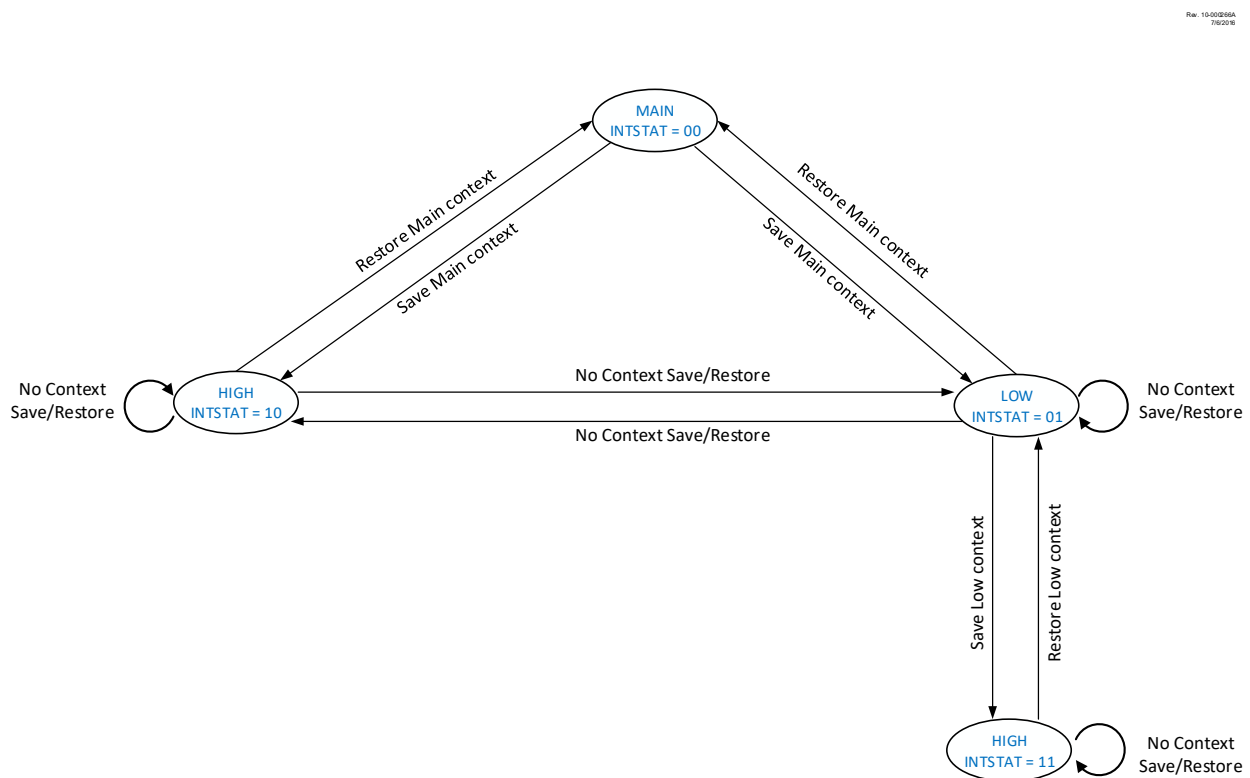 Rev. 10-000266A
7/6/2016
MAIN
INTSTAT = 00
Restore Main context
Save Main context
Save Main context
Restore Main context
No Context
Save/Restore
HIGH
INTSTAT = 10
No Context Save/Restore
No Context Save/Restore
LOW
INTSTAT = 01
No Context
Save/Restore
Save Low context
Restore Low context
HIGH
INTSTAT = 11
No Context
Save/Restore